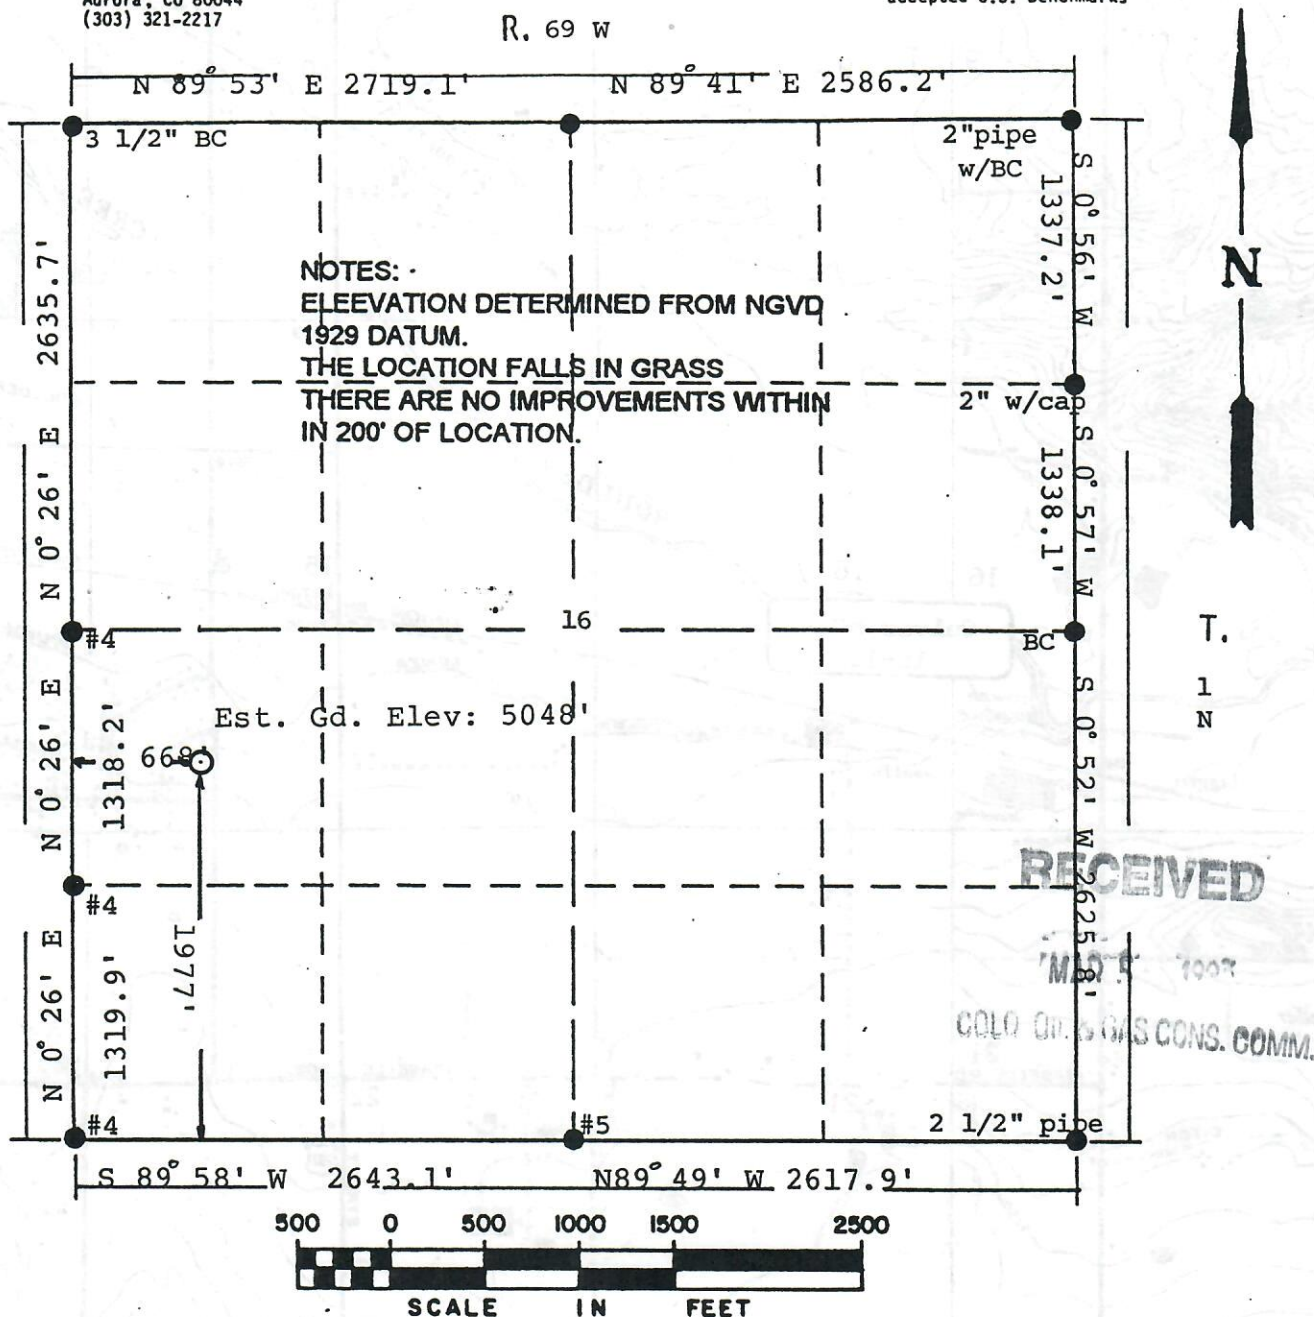 Aurora, CO 80044
(303) 321-2217
accepted U.S. Benchmarks
R. 69 W
N 89° 53' E 2719.1'
N 89° 41' E 2586.2'
3 1/2" BC
2"pipe
w/BC
S 0° 56' W
1337.2'
N
NOTES:
ELEEVATION DETERMINED FROM NGVD
1929 DATUM.
THE LOCATION FALLS IN GRASS
THERE ARE NO IMPROVEMENTS WITHIN
IN 200' OF LOCATION.
N 0° 26' E 2635.7'
2" w/cap
S 0° 57' W
1338.1'
16
#4
BC
T.
1
N
Est. Gd. Elev: 5048'
668'
N 0° 26' E
1318.2'
S 0° 52' W 2625.8'
RECEIVED
#4
1977'
N 0° 26' E
1319.9'
COLO. OIL & GAS CONS. COMM.
#4
#5
2 1/2" pipe
S 89° 58' W 2643.1'
N89° 49' W 2617.9'
500 0 500 1000 1500 2500
SCALE IN FEET